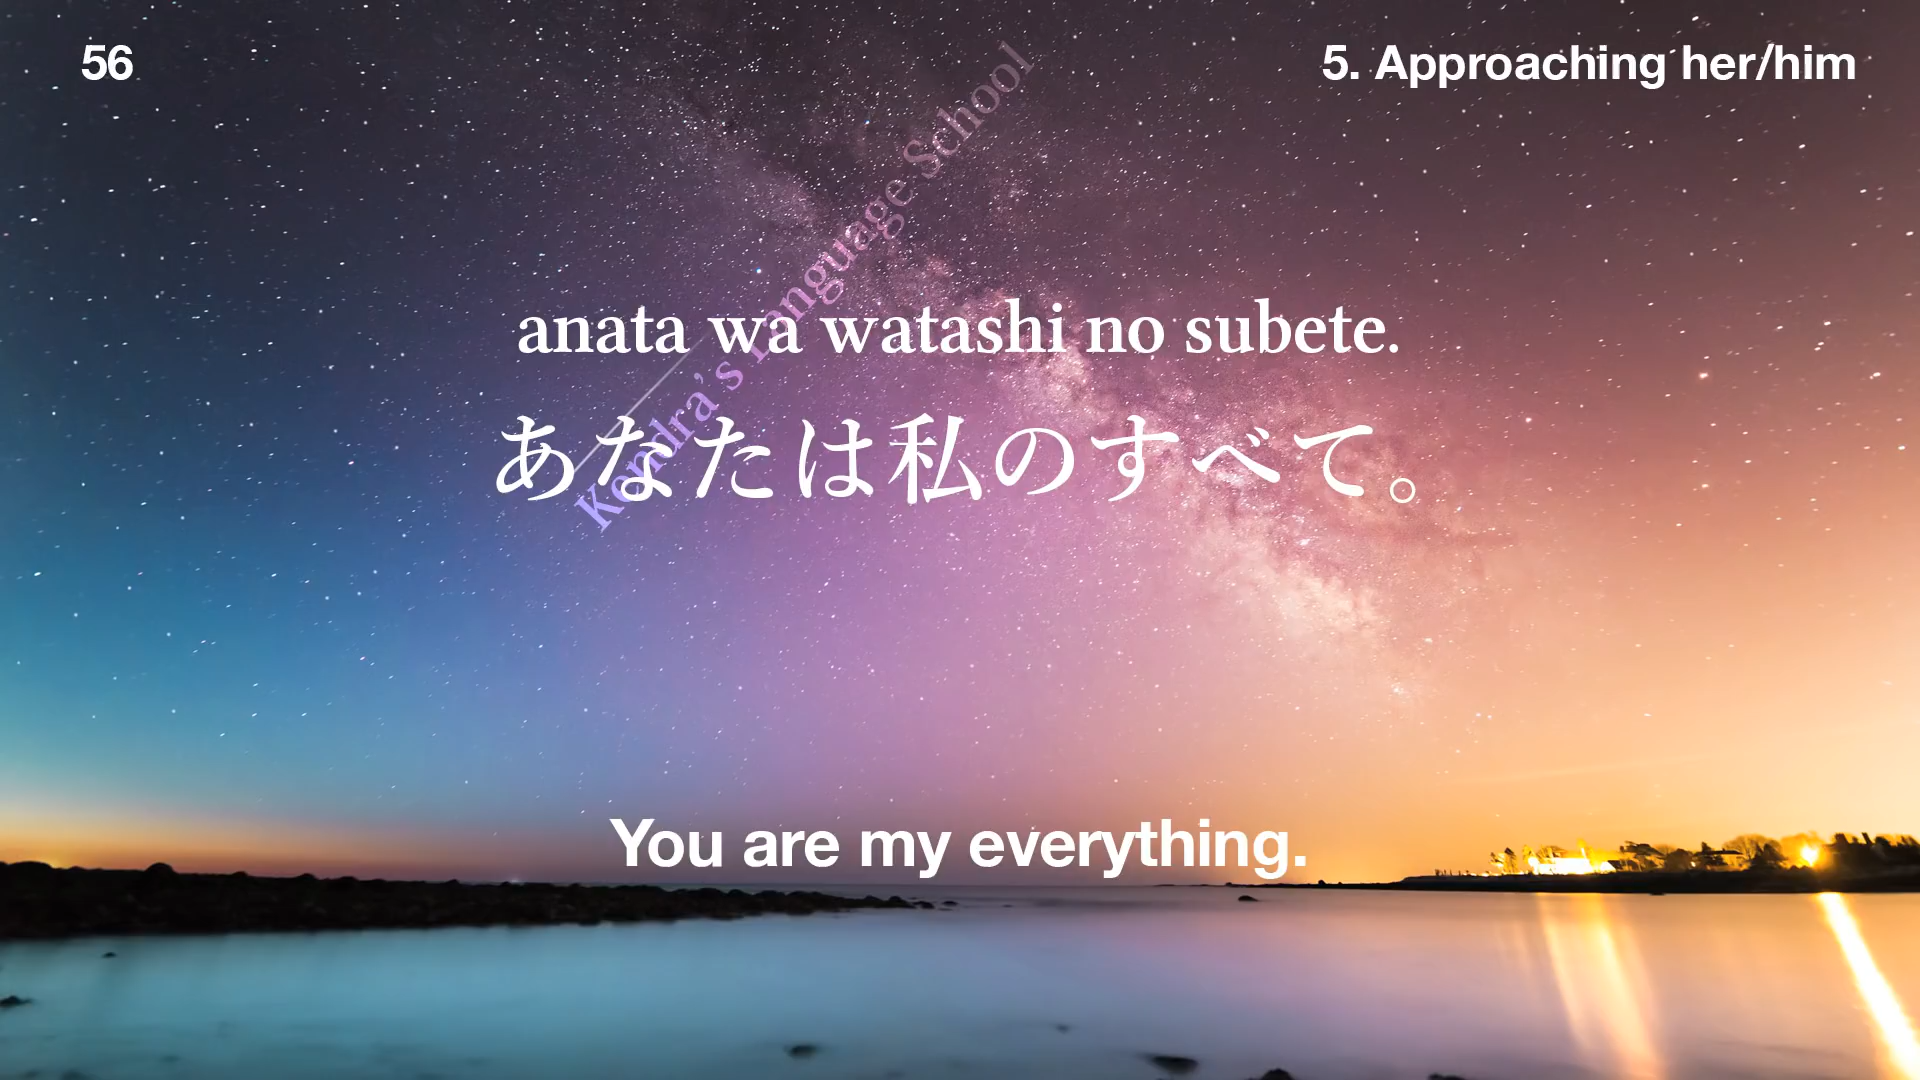 56
5. Approaching her/him
Kendra's Language School
anata wa watashi no subete.
あなたは私のすべて。
You are my everything.